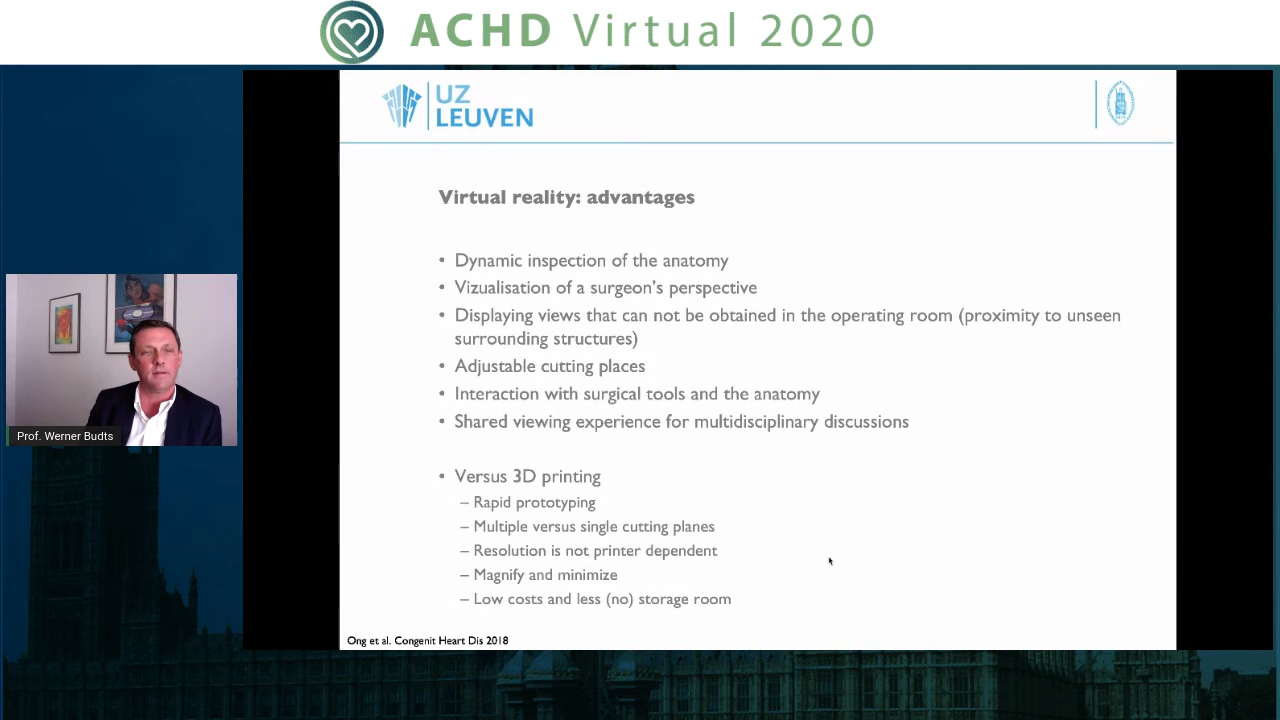 ACHD Virtual 2020
UZ
LEUVEN
Virtual reality: advantages
• Dynamic inspection of the anatomy
• Vizualisation of a surgeon's perspective
• Displaying views that can not be obtained in the operating room (proximity to unseen
surrounding structures)
• Adjustable cutting places
• Interaction with surgical tools and the anatomy
• Shared viewing experience for multidisciplinary discussions
• Versus 3D printing
– Rapid prototyping
– Multiple versus single cutting planes
– Resolution is not printer dependent
– Magnify and minimize
– Low costs and less (no) storage room
Ong et al. Congenit Heart Dis 2018
Prof. Werner Budts